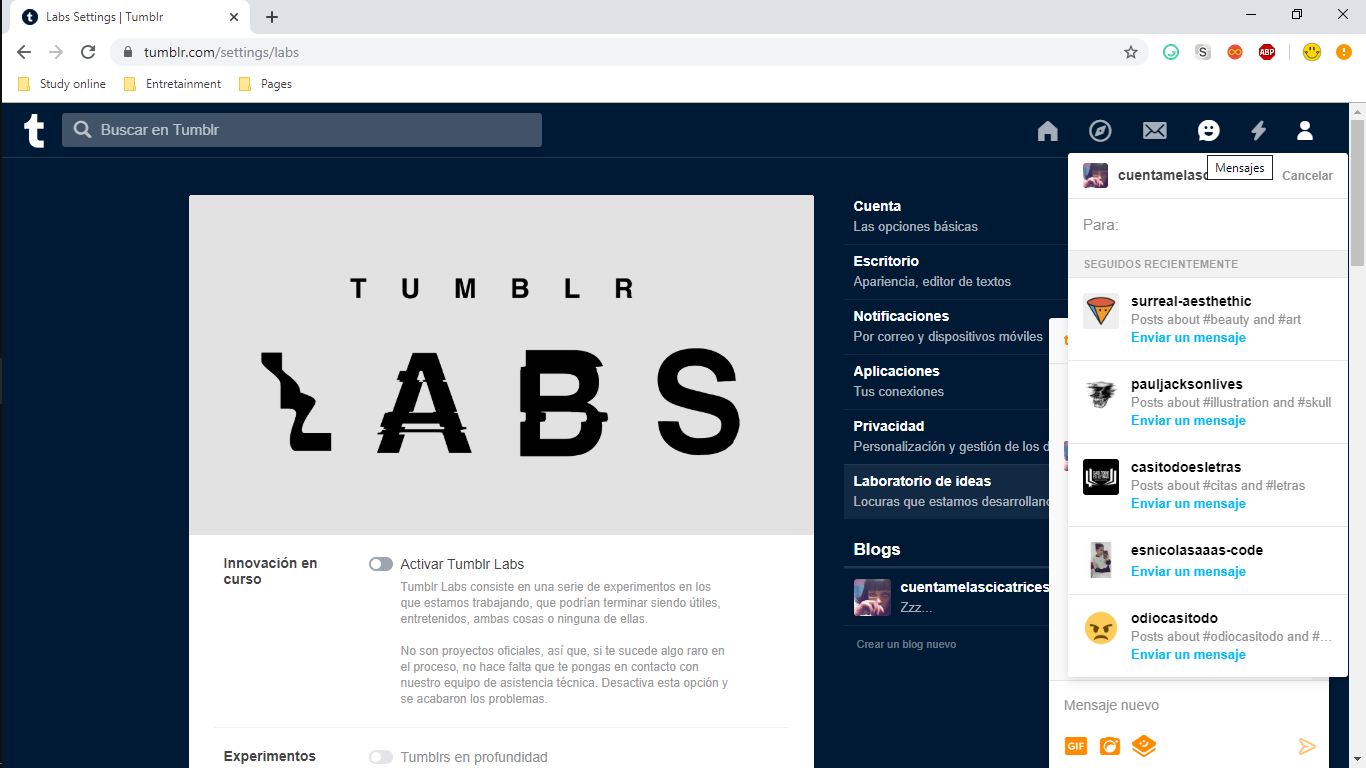 Labs Settings | Tumblr
tumblr.com/settings/labs
S
ABP
Study online
Entretainment
Pages
t
Buscar en Tumblr
Mensajes
Cancelar
Para:
SEGUIDOS RECIENTEMENTE
surreal-aesthethic
Posts about #beauty and #art
Enviar un mensaje
pauljacksonlives
Posts about #illustration and #skull
Enviar un mensaje
casitodoesletras
Posts about #citas and #letras
Enviar un mensaje
esnicolasaaas-code
Enviar un mensaje
odiocasitodo
Posts about #odiocasitodo and #…
Enviar un mensaje
TUMBLR
LABS
Cuenta
Las opciones básicas
Escritorio
Apariencia, editor de textos
Notificaciones
Por correo y dispositivos móviles
Aplicaciones
Tus conexiones
Privacidad
Personalización y gestión de los
Laboratorio de ideas
Locuras que estamos
Blogs
cuentamelascicatrices
Zzz...
Crear un blog nuevo
Innovación en
curso
Activar Tumblr Labs
Tumblr Labs consiste en una serie de experimentos en los
que estamos trabajando, que podrían terminar siendo útiles,
entretenidos, ambas cosas o ninguna de ellas.
No son proyectos oficiales, así que, si te sucede algo raro en
el proceso, no hace falta que te pongas en contacto con
nuestro equipo de asistencia técnica. Desactiva esta opción y
se acabaron los problemas.
Experimentos
Tumblrs en profundidad
Mensaje nuevo
GIF